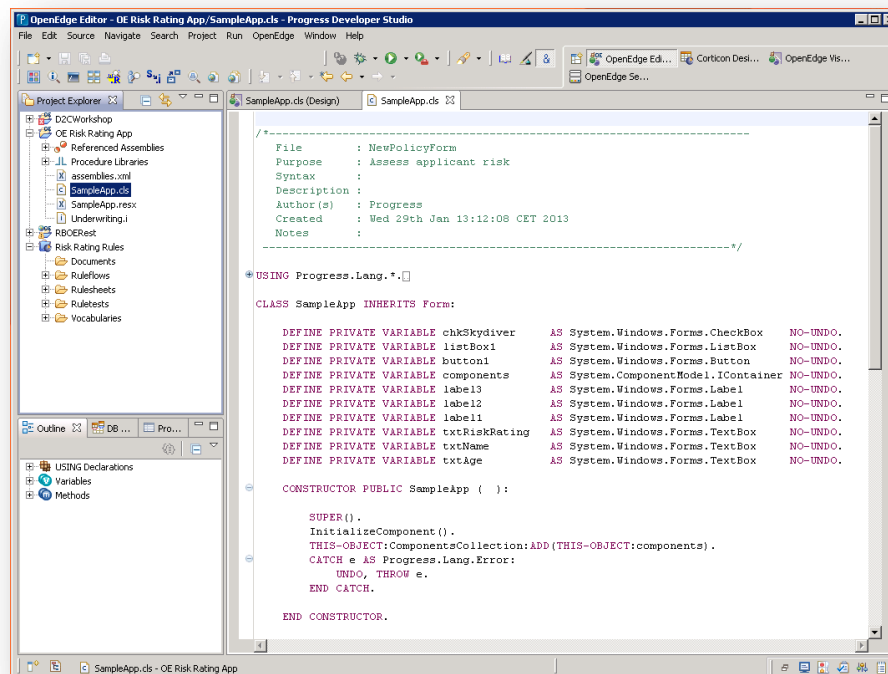 OpenEdge Editor - OE Risk Rating App/SampleApp.cls - Progress Developer Studio
File Edit Source Navigate Search Project Run OpenEdge Window Help
OpenEdge Edi... Corticon Desi... OpenEdge Vis...
OpenEdge Se...
Project Explorer
SampleApp.cls (Design) SampleApp.cls
D2CWorkshop
OE Risk Rating App
Referenced Assemblies
Procedure Libraries
assemblies.xml
SampleApp.cls
SampleApp.resx
Underwriting.i
RBOERest
Risk Rating Rules
Documents
Ruleflows
Rulesheets
Ruletests
Vocabularies
Outline DB ... Pro...
USING Declarations
Variables
Methods
/*------------------------------------------------------------------------
File : NewPolicyForm
Purpose : Assess applicant risk
Syntax :
Description :
Author(s) : Progress
Created : Wed 29th Jan 13:12:08 CET 2013
Notes :
----------------------------------------------------------------------*/
USING Progress.Lang.*.
CLASS SampleApp INHERITS Form:
DEFINE PRIVATE VARIABLE chkSkydiver AS System.Windows.Forms.CheckBox NO-UNDO.
DEFINE PRIVATE VARIABLE listBox1 AS System.Windows.Forms.ListBox NO-UNDO.
DEFINE PRIVATE VARIABLE button1 AS System.Windows.Forms.Button NO-UNDO.
DEFINE PRIVATE VARIABLE components AS System.ComponentModel.IContainer NO-UNDO.
DEFINE PRIVATE VARIABLE label3 AS System.Windows.Forms.Label NO-UNDO.
DEFINE PRIVATE VARIABLE label2 AS System.Windows.Forms.Label NO-UNDO.
DEFINE PRIVATE VARIABLE label1 AS System.Windows.Forms.Label NO-UNDO.
DEFINE PRIVATE VARIABLE txtRiskRating AS System.Windows.Forms.TextBox NO-UNDO.
DEFINE PRIVATE VARIABLE txtName AS System.Windows.Forms.TextBox NO-UNDO.
DEFINE PRIVATE VARIABLE txtAge AS System.Windows.Forms.TextBox NO-UNDO.
CONSTRUCTOR PUBLIC SampleApp ( ):
SUPER().
InitializeComponent().
THIS-OBJECT:ComponentsCollection:ADD(THIS-OBJECT:components).
CATCH e AS Progress.Lang.Error:
UNDO, THROW e.
END CATCH.
END CONSTRUCTOR.
SampleApp.cls - OE Risk Rating App